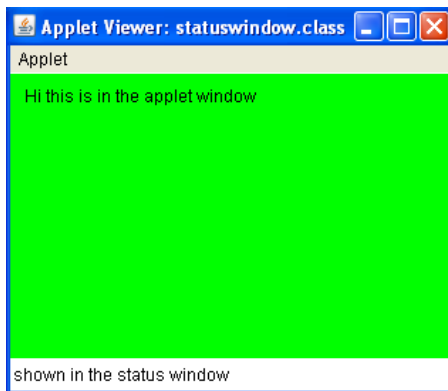 Applet Viewer: statuswindow.class
Applet
Hi this is in the applet window
shown in the status window